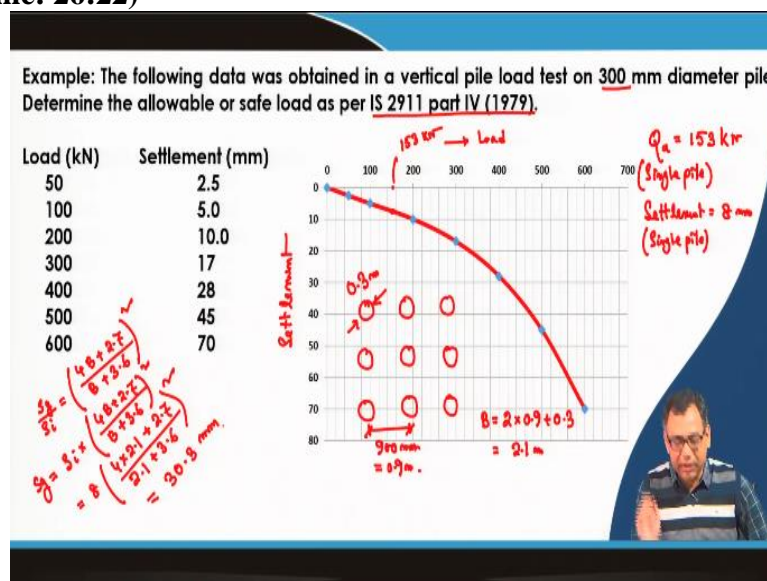 Example: The following data was obtained in a vertical pile load test on 300 mm diameter pile
Determine the allowable or safe load as per IS 2911 part IV (1979).
Load (kN) Settlement (mm)
50 2.5
100 5.0
200 10.0
300 17
400 28
500 45
600 70
153 kN → Load
0 100 200 300 400 500 600 700
0
10
20
30
40
50
60
70
80
Settlement
0.3m
900 mm
= 0.9m.
B = 2×0.9+0.3
= 2.1 m
Qa = 153 kN
(Single pile)
Settlement = 8 mm
(Single pile)
Sg/Si = (4B+2.7/B+3.6)²
Sg = Si × (4B+2.7/B+3.6)²
= 8 (4×2.1+2.7/2.1+3.6)²
= 30.8 mm.